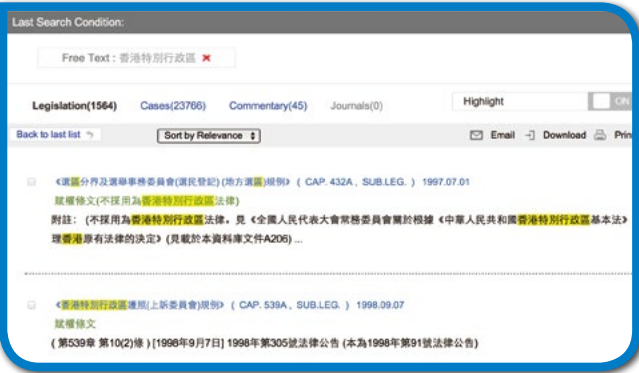 Last Search Condition:
Free Text : 香港特別行政區 ×
Legislation(1564) Cases(23766) Commentary(45) Journals(0) Highlight ON
Back to last list Sort by Relevance Email Download Prin
《選區分界及選舉事務委員會(選民登記)(地方選區)規例》 ( CAP. 432A , SUB.LEG. ) 1997.07.01
賦權條文(不採用為香港特別行政區法律)
附註: (不採用為香港特別行政區法律。見《全國人民代表大會常務委員會關於根據《中華人民共和國香港特別行政區基本法》
理香港原有法律的決定》(見載於本資料庫文件A206) ...
《香港特別行政區護照(上訴委員會)規例》 ( CAP. 539A , SUB.LEG. ) 1998.09.07
賦權條文
( 第539章 第10(2)條 ) [1998年9月7日] 1998年第305號法律公告 (本為1998年第91號法律公告)